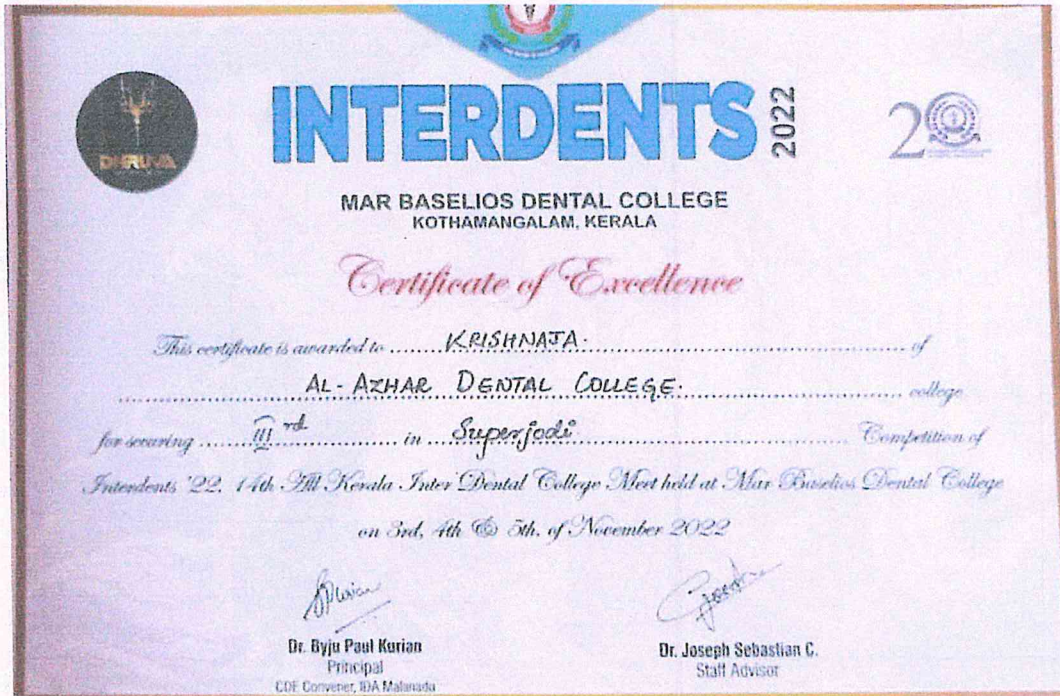 INTERDENTS 2022
DHRUVA
20
MAR BASELIOS DENTAL COLLEGE
KOTHAMANGALAM, KERALA
Certificate of Excellence
This certificate is awarded to ..... KRISHNAJA. ..... of
AL-AZHAR DENTAL COLLEGE. ..... college
for securing ..... III rd ..... in Superjodi ..... Competition of
Interdents '22, 14th All Kerala Inter Dental College Meet held at Mar Baselios Dental College
on 3rd, 4th & 5th, of November 2022
Dr. Byju Paul Kurian
Principal
CDE Convener, IDA Malanadu
Dr. Joseph Sebastian C.
Staff Advisor